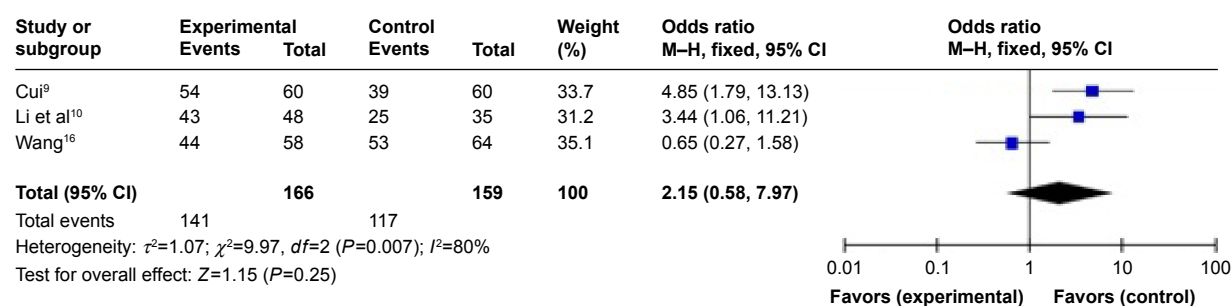 Study or subgroup Experimental Control Weight (%) Odds ratio M–H, fixed, 95% CI Odds ratio M–H, fixed, 95% CI
Events Total Events Total
Cui⁹ 54 60 39 60 33.7 4.85 (1.79, 13.13)
Li et al¹⁰ 43 48 25 35 31.2 3.44 (1.06, 11.21)
Wang¹⁶ 44 58 53 64 35.1 0.65 (0.27, 1.58)
Total (95% CI) 166 159 100 2.15 (0.58, 7.97)
Total events 141 117
Heterogeneity: τ²=1.07; χ²=9.97, df=2 (P=0.007); I²=80%
Test for overall effect: Z=1.15 (P=0.25)
0.01 0.1 1 10 100
Favors (experimental) Favors (control)